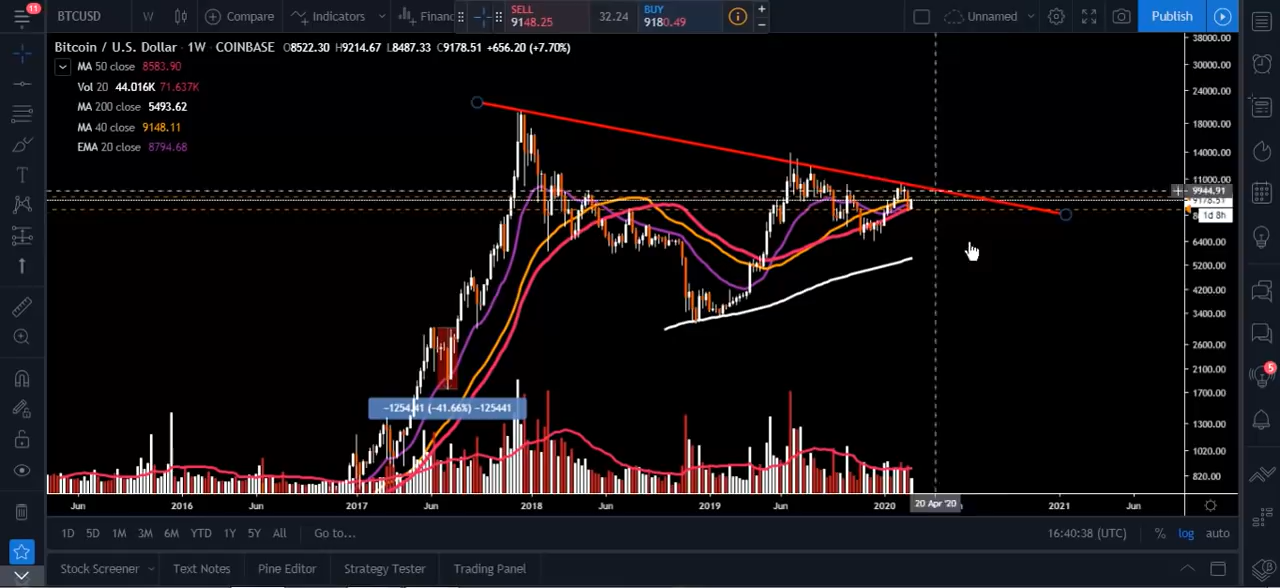 11
BTCUSD W Compare Indicators Financ SELL 9148.25 32.24 BUY 9180.49 Unnamed Publish
Bitcoin / U.S. Dollar · 1W · COINBASE O8522.30 H9214.67 L8487.33 C9178.51 +656.20 (+7.70%)
MA 50 close 8583.90
Vol 20 44.016K 71.637K
MA 200 close 5493.62
MA 40 close 9148.11
EMA 20 close 8794.68
38000.00
30000.00
24000.00
18000.00
14000.00
11000.00
9944.91
9178.51
1d 8h
6400.00
5200.00
4200.00
3400.00
2600.00
2100.00
1700.00
1300.00
1020.00
820.00
5
−1254.41 (−41.66%) −125441
Jun 2016 Jun 2017 Jun 2018 Jun 2019 Jun 2020 20 Apr '20 2021 Jun
1D 5D 1M 3M 6M YTD 1Y 5Y All Go to... 16:40:38 (UTC) % log auto
Stock Screener Text Notes Pine Editor Strategy Tester Trading Panel